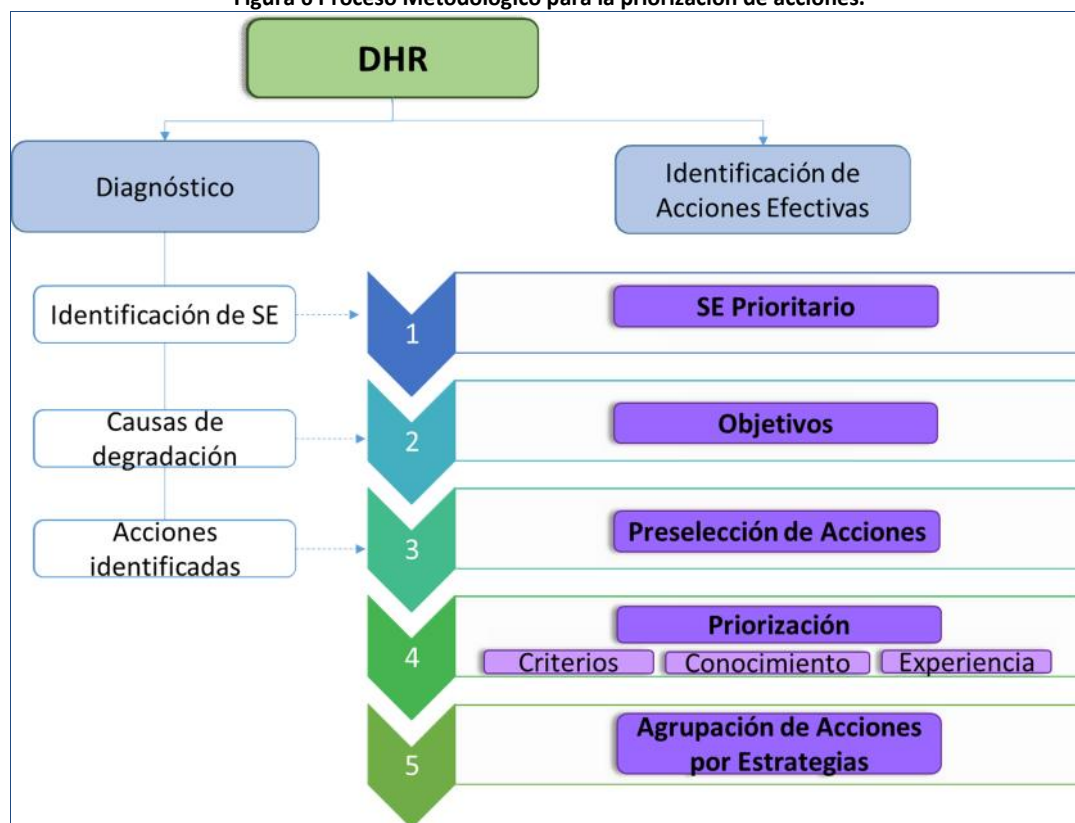 Figura 6 Proceso Metodológico para la priorización de acciones.
DHR
Diagnóstico
Identificación de
Acciones Efectivas
Identificación de SE
1
SE Prioritario
Causas de
degradación
2
Objetivos
Acciones
identificadas
3
Preselección de Acciones
4
Priorización
Criterios
Conocimiento
Experiencia
5
Agrupación de Acciones
por Estrategias